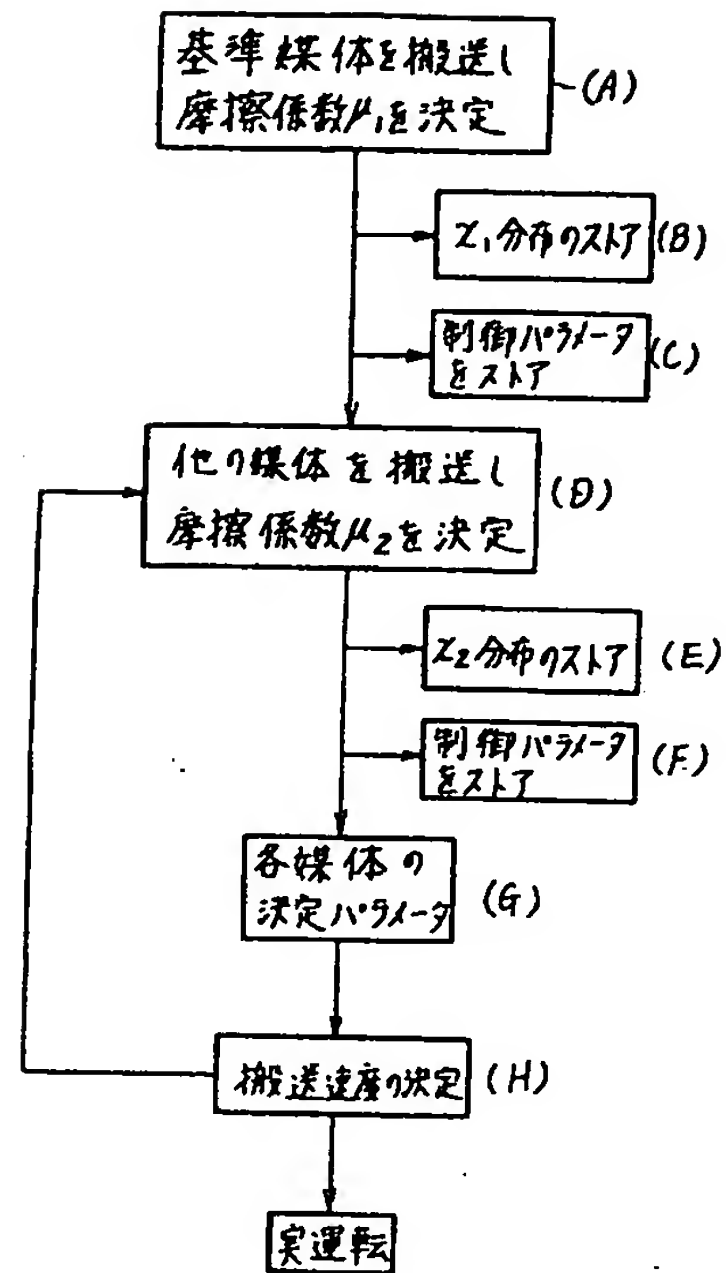 基準媒体を搬送し
摩擦係数μ₁を決定
(A)
χ₁分布のストア
(B)
制御パラメータ
をストア
(C)
他の媒体を搬送し
摩擦係数μ₂を決定
(D)
χ₂分布のストア
(E)
制御パラメータ
をストア
(F)
各媒体の
決定パラメータ
(G)
搬送速度の決定
(H)
実運転